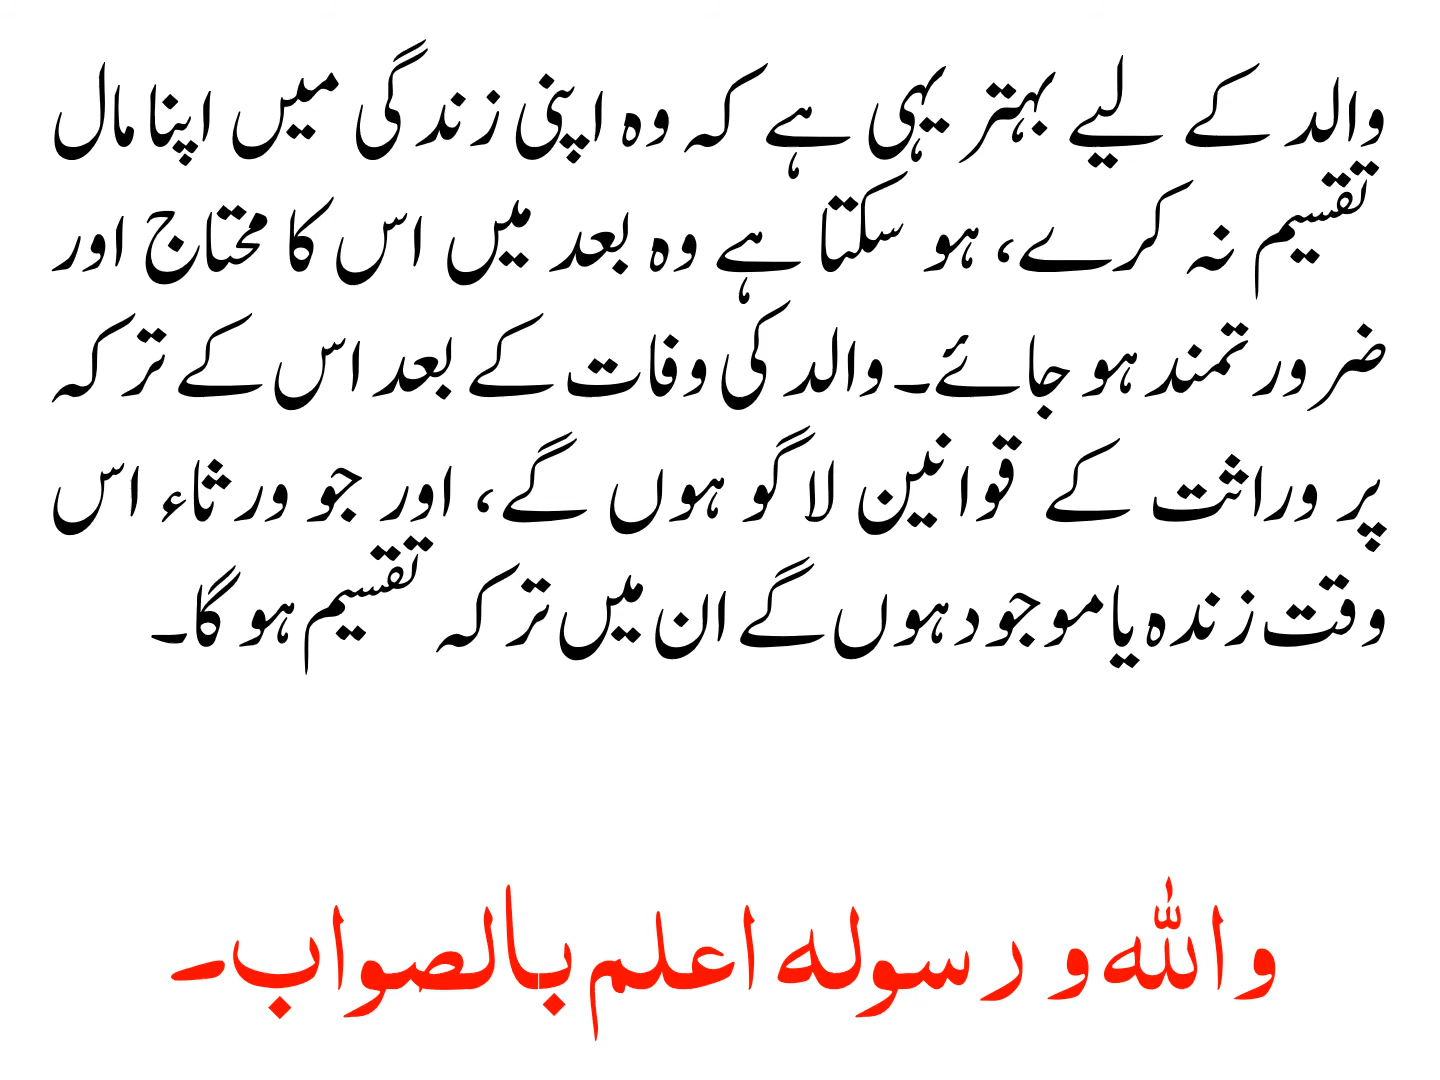 والد کے لیے بہتر یہی ہے کہ وہ اپنی زندگی میں اپنا مال
تقسیم نہ کرے، ہو سکتا ہے وہ بعد میں اس کا محتاج اور
ضرورتمند ہو جائے۔ والد کی وفات کے بعد اس کے ترکہ
پر وراثت کے قوانین لاگو ہوں گے، اور جو ورثاء اس
وقت زندہ یا موجود ہوں گے ان میں ترکہ تقسیم ہو گا۔
واللہ و رسولہ اعلم بالصواب۔